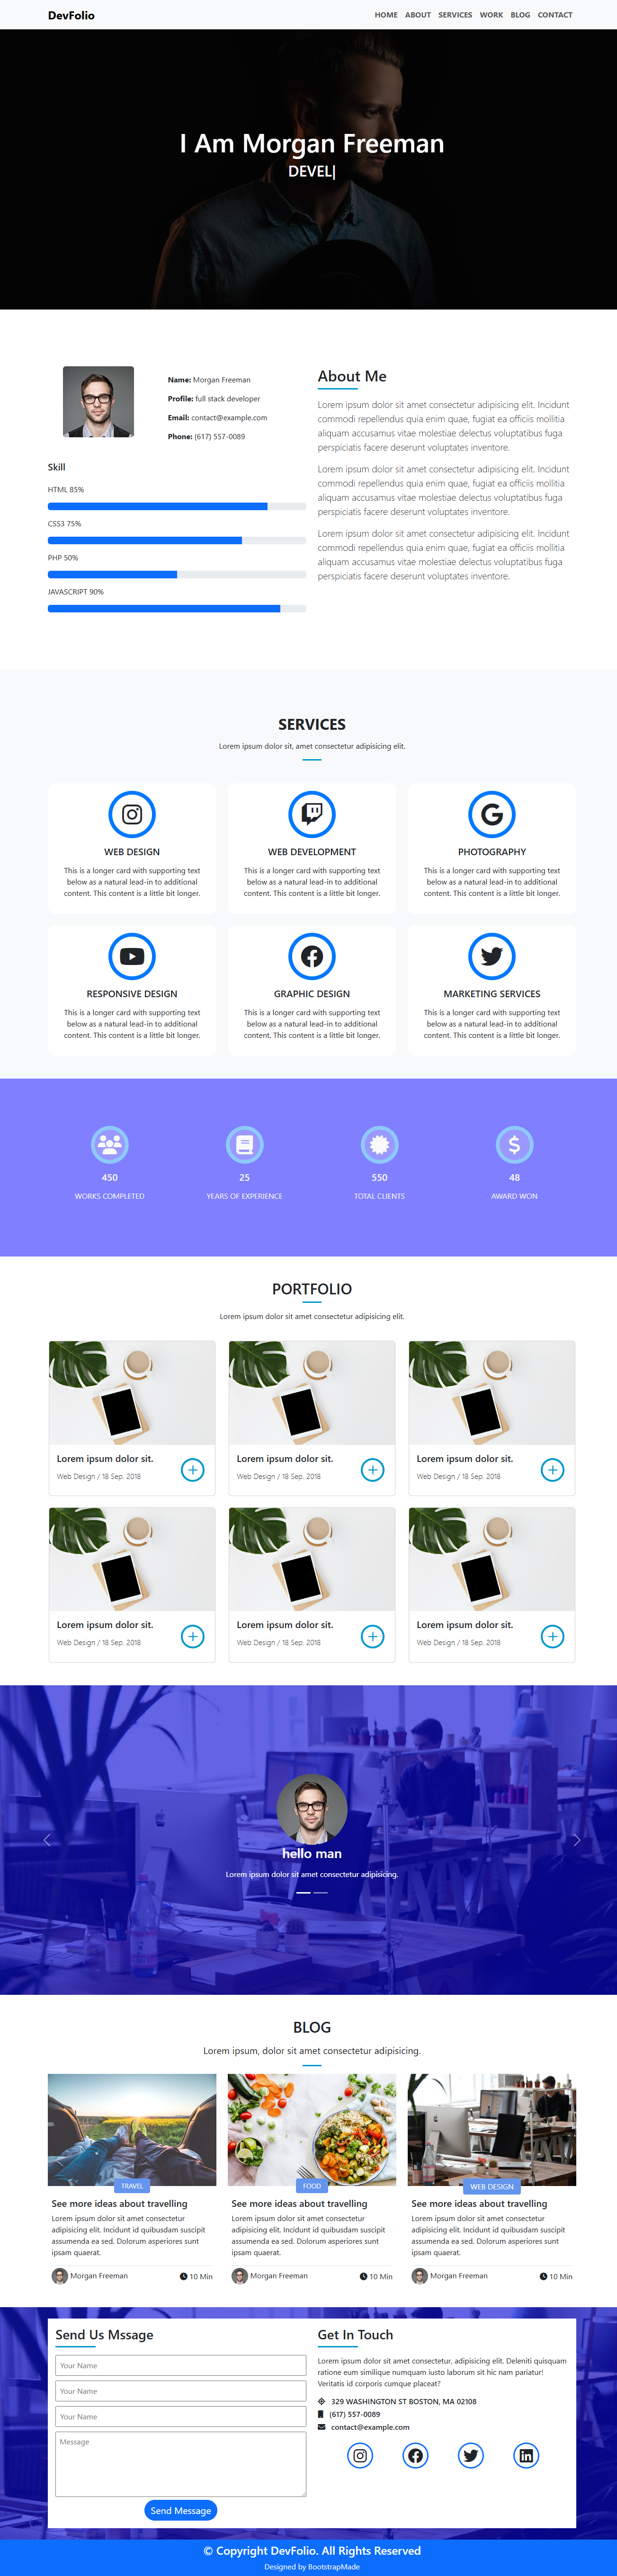 DevFolio
HOME ABOUT SERVICES WORK BLOG CONTACT
I Am Morgan Freeman
DEVEL|
Name: Morgan Freeman
Profile: full stack developer
Email: contact@example.com
Phone: (617) 557-0089
Skill
HTML 85%
CSS3 75%
PHP 50%
JAVASCRIPT 90%
About Me
Lorem ipsum dolor sit amet consectetur adipisicing elit. Incidunt
commodi repellendus quia enim quae, fugiat ea officiis mollitia
aliquam accusamus vitae molestiae delectus voluptatibus fuga
perspiciatis facere deserunt voluptates inventore.
Lorem ipsum dolor sit amet consectetur adipisicing elit. Incidunt
commodi repellendus quia enim quae, fugiat ea officiis mollitia
aliquam accusamus vitae molestiae delectus voluptatibus fuga
perspiciatis facere deserunt voluptates inventore.
Lorem ipsum dolor sit amet consectetur adipisicing elit. Incidunt
commodi repellendus quia enim quae, fugiat ea officiis mollitia
aliquam accusamus vitae molestiae delectus voluptatibus fuga
perspiciatis facere deserunt voluptates inventore.
SERVICES
Lorem ipsum dolor sit, amet consectetur adipisicing elit.
WEB DESIGN
This is a longer card with supporting text
below as a natural lead-in to additional
content. This content is a little bit longer.
WEB DEVELOPMENT
This is a longer card with supporting text
below as a natural lead-in to additional
content. This content is a little bit longer.
PHOTOGRAPHY
This is a longer card with supporting text
below as a natural lead-in to additional
content. This content is a little bit longer.
RESPONSIVE DESIGN
This is a longer card with supporting text
below as a natural lead-in to additional
content. This content is a little bit longer.
GRAPHIC DESIGN
This is a longer card with supporting text
below as a natural lead-in to additional
content. This content is a little bit longer.
MARKETING SERVICES
This is a longer card with supporting text
below as a natural lead-in to additional
content. This content is a little bit longer.
450
WORKS COMPLETED
25
YEARS OF EXPERIENCE
550
TOTAL CLIENTS
48
AWARD WON
PORTFOLIO
Lorem ipsum dolor sit amet consectetur adipisicing elit.
Lorem ipsum dolor sit.
Web Design / 18 Sep. 2018
Lorem ipsum dolor sit.
Web Design / 18 Sep. 2018
Lorem ipsum dolor sit.
Web Design / 18 Sep. 2018
Lorem ipsum dolor sit.
Web Design / 18 Sep. 2018
Lorem ipsum dolor sit.
Web Design / 18 Sep. 2018
Lorem ipsum dolor sit.
Web Design / 18 Sep. 2018
hello man
Lorem ipsum dolor sit amet consectetur adipisicing.
BLOG
Lorem ipsum, dolor sit amet consectetur adipisicing.
TRAVEL
See more ideas about travelling
Lorem ipsum dolor sit amet consectetur
adipisicing elit. Incidunt id quibusdam suscipit
assumenda ea sed. Dolorum asperiores sunt
ipsam quaerat.
Morgan Freeman 10 Min
FOOD
See more ideas about travelling
Lorem ipsum dolor sit amet consectetur
adipisicing elit. Incidunt id quibusdam suscipit
assumenda ea sed. Dolorum asperiores sunt
ipsam quaerat.
Morgan Freeman 10 Min
WEB DESIGN
See more ideas about travelling
Lorem ipsum dolor sit amet consectetur
adipisicing elit. Incidunt id quibusdam suscipit
assumenda ea sed. Dolorum asperiores sunt
ipsam quaerat.
Morgan Freeman 10 Min
Send Us Mssage
Your Name
Your Name
Your Name
Message
Send Message
Get In Touch
Lorem ipsum dolor sit amet consectetur, adipisicing elit. Deleniti quisquam
ratione eum similique numquam iusto laborum sit hic nam pariatur!
Veritatis id corporis cumque placeat?
329 WASHINGTON ST BOSTON, MA 02108
(617) 557-0089
contact@example.com
© Copyright DevFolio. All Rights Reserved
Designed by BootstrapMade